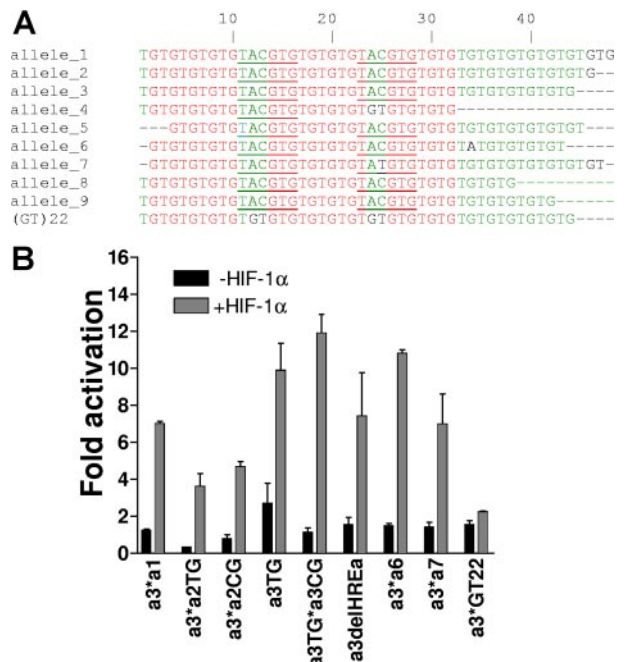 A
10 20 30 40
allele_1 TGTGTGTGTGTACGTGTGTGTGTACGTGTGTGTGTGTGTGTGTGTGTG
allele_2 TGTGTGTGTGTACGTGTGTGTGTACGTGTGTGTGTGTGTGTGTGTG--
allele_3 TGTGTGTGTGTACGTGTGTGTGTACGTGTGTGTGTGTGTGTGTG----
allele_4 TGTGTGTGTGTACGTGTGTGTGTGTGTGTGTG----------------
allele_5 ---GTGTGTGTACGTGTGTGTGTACGTGTGTGTGTGTGTGTGTGT---
allele_6 -GTGTGTGTGTACGTGTGTGTGTACGTGTGTGTATGTGTGTGT-----
allele_7 -GTGTGTGTGTACGTGTGTGTGTATGTGTGTGTGTGTGTGTGTGTGT-
allele_8 TGTGTGTGTGTACGTGTGTGTGTACGTGTGTGTGTGTG----------
allele_9 TGTGTGTGTGTACGTGTGTGTGTACGTGTGTGTGTGTGTGTG------
(GT)22 TGTGTGTGTGTGTGTGTGTGTGTGTGTGTGTGTGTGTGTGTGTG----
B
-HIF-1α
+HIF-1α
Fold activation
16
14
12
10
8
6
4
2
0
a3*a1
a3*a2TG
a3*a2CG
a3TG
a3TG*a3CG
a3delHREa
a3*a6
a3*a7
a3*GT22